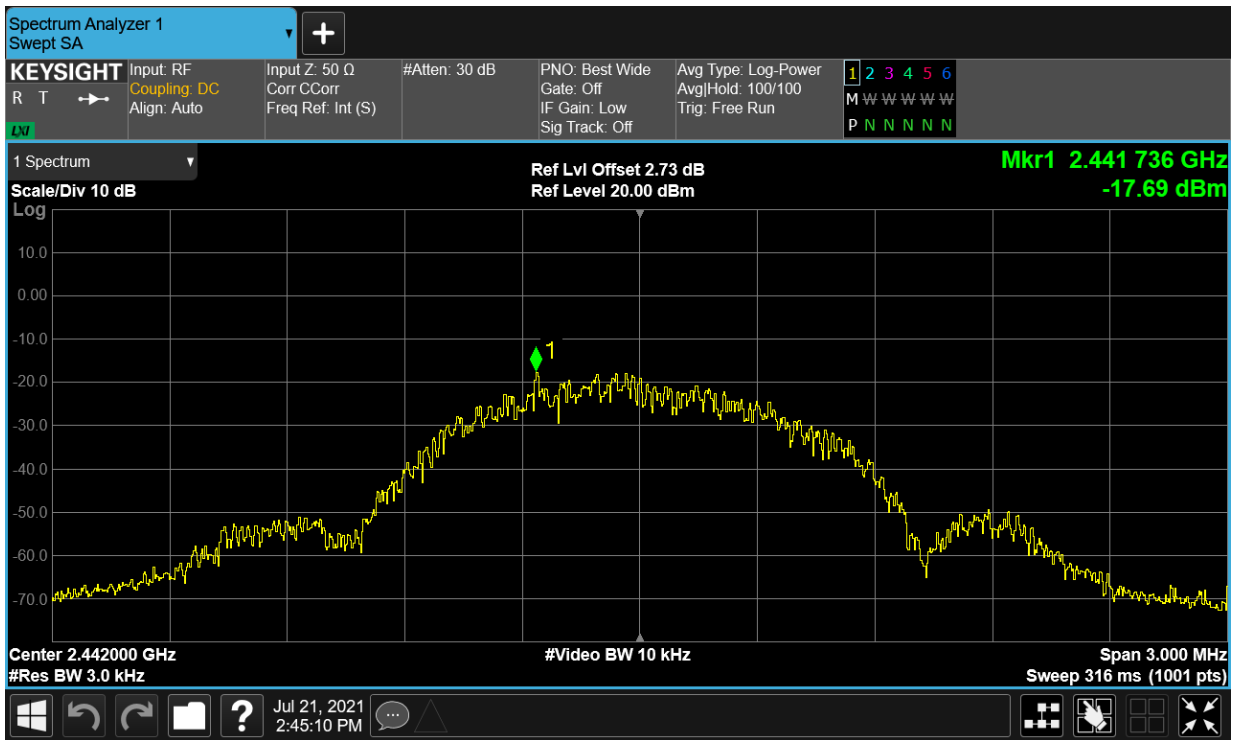 Spectrum Analyzer 1
Swept SA
+
KEYSIGHT
R T
LXI
Input: RF
Coupling: DC
Align: Auto
Input Z: 50 Ω
Corr CCorr
Freq Ref: Int (S)
#Atten: 30 dB
PNO: Best Wide
Gate: Off
IF Gain: Low
Sig Track: Off
Avg Type: Log-Power
Avg|Hold: 100/100
Trig: Free Run
1 2 3 4 5 6
M W W W W W
P N N N N N
1 Spectrum
Scale/Div 10 dB
Log
Ref Lvl Offset 2.73 dB
Ref Level 20.00 dBm
Mkr1 2.441 736 GHz
-17.69 dBm
10.0
0.00
-10.0
1
-20.0
-30.0
-40.0
-50.0
-60.0
-70.0
Center 2.442000 GHz
#Res BW 3.0 kHz
#Video BW 10 kHz
Span 3.000 MHz
Sweep 316 ms (1001 pts)
?
Jul 21, 2021
2:45:10 PM